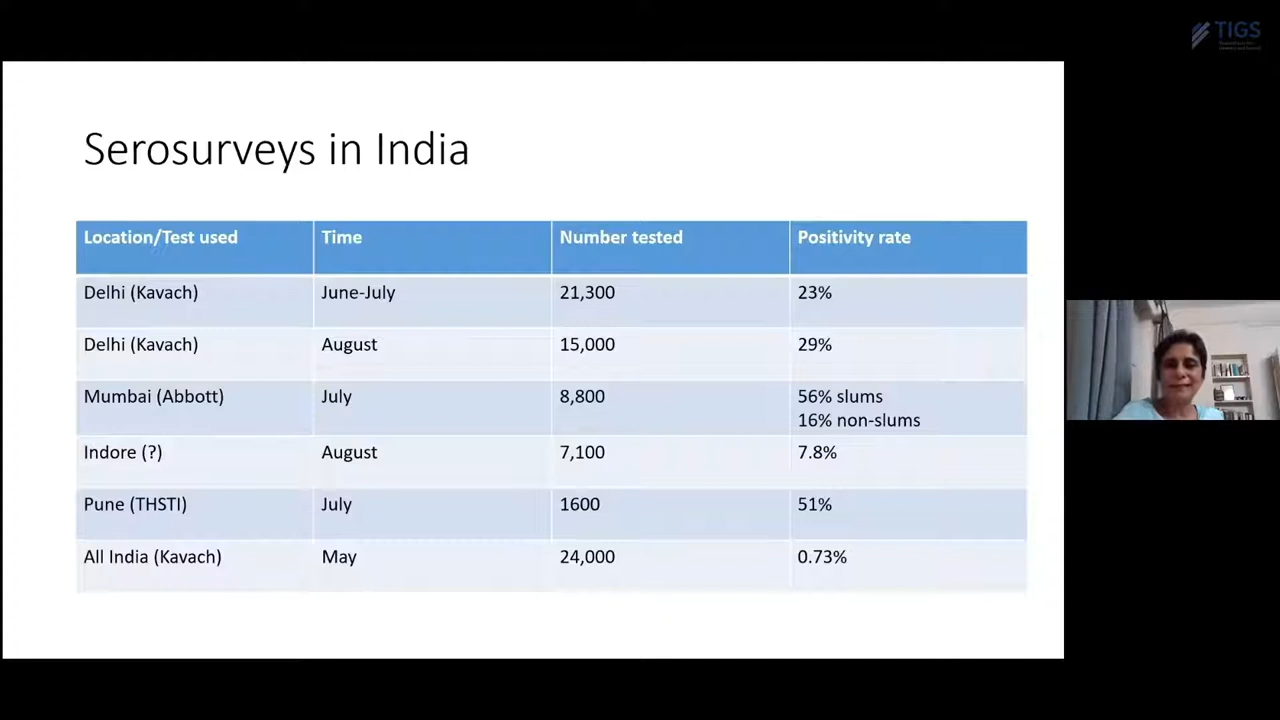 TIGS
Serosurveys in India
Location/Test used Time Number tested Positivity rate
Delhi (Kavach) June-July 21,300 23%
Delhi (Kavach) August 15,000 29%
Mumbai (Abbott) July 8,800 56% slums
16% non-slums
Indore (?) August 7,100 7.8%
Pune (THSTI) July 1600 51%
All India (Kavach) May 24,000 0.73%